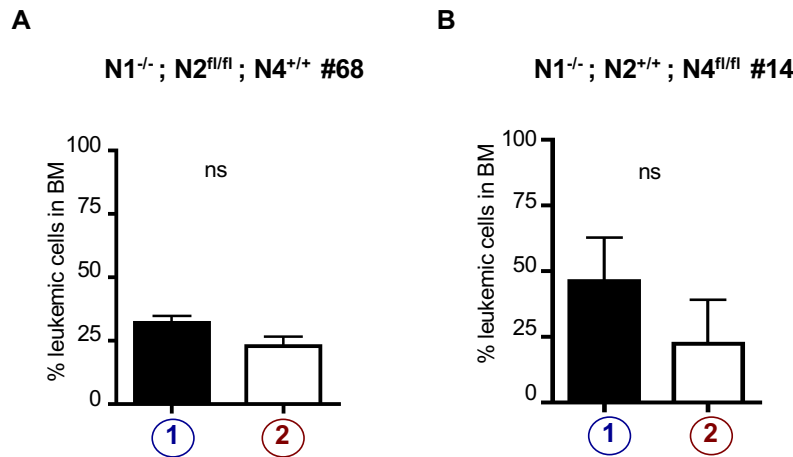 A
N1-/- ; N2fl/fl ; N4+/+ #68
% leukemic cells in BM
100
75
50
25
0
ns
1
2
B
N1-/- ; N2+/+ ; N4fl/fl #14
% leukemic cells in BM
100
75
50
25
0
ns
1
2